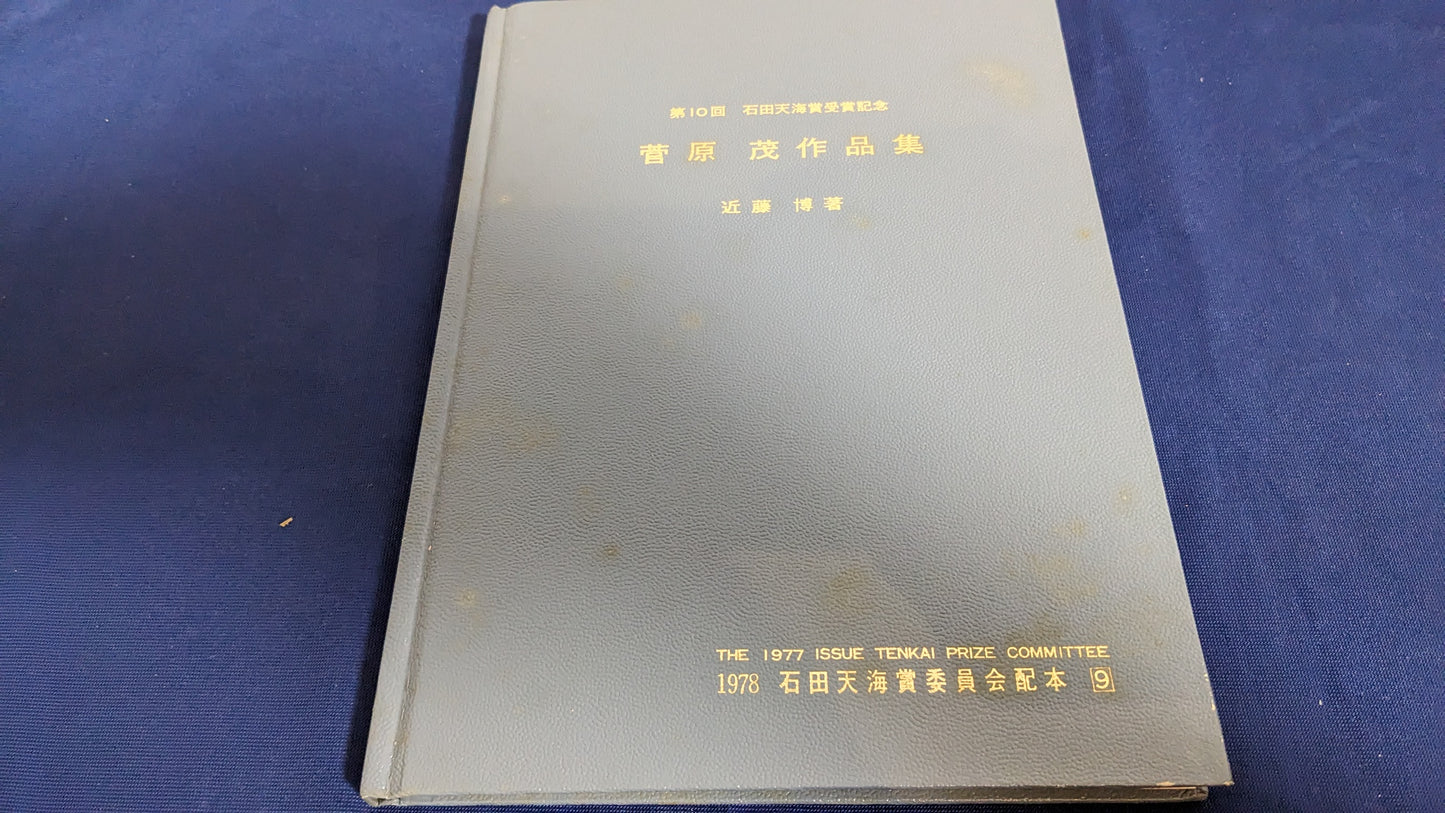 第10回 石田天海賞受賞記念
菅原 茂作品集
近藤 博著
THE 1977 ISSUE TENKAI PRIZE COMMITTEE
1978 石田天海賞委員会配本 9